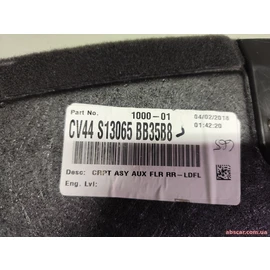 Part No. 1000-01 04/02/2018
01:42:20
CV44 S13065 BB35B8
Desc: CRPT ASY AUX FLR RR-LDFL
Eng. Lvl:
abscar.com.ua